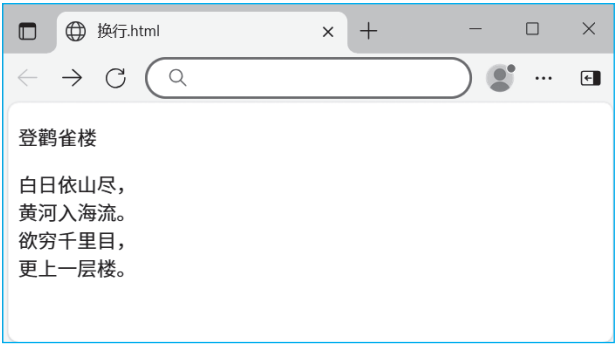 换行.html
登鹳雀楼
白日依山尽，
黄河入海流。
欲穷千里目，
更上一层楼。